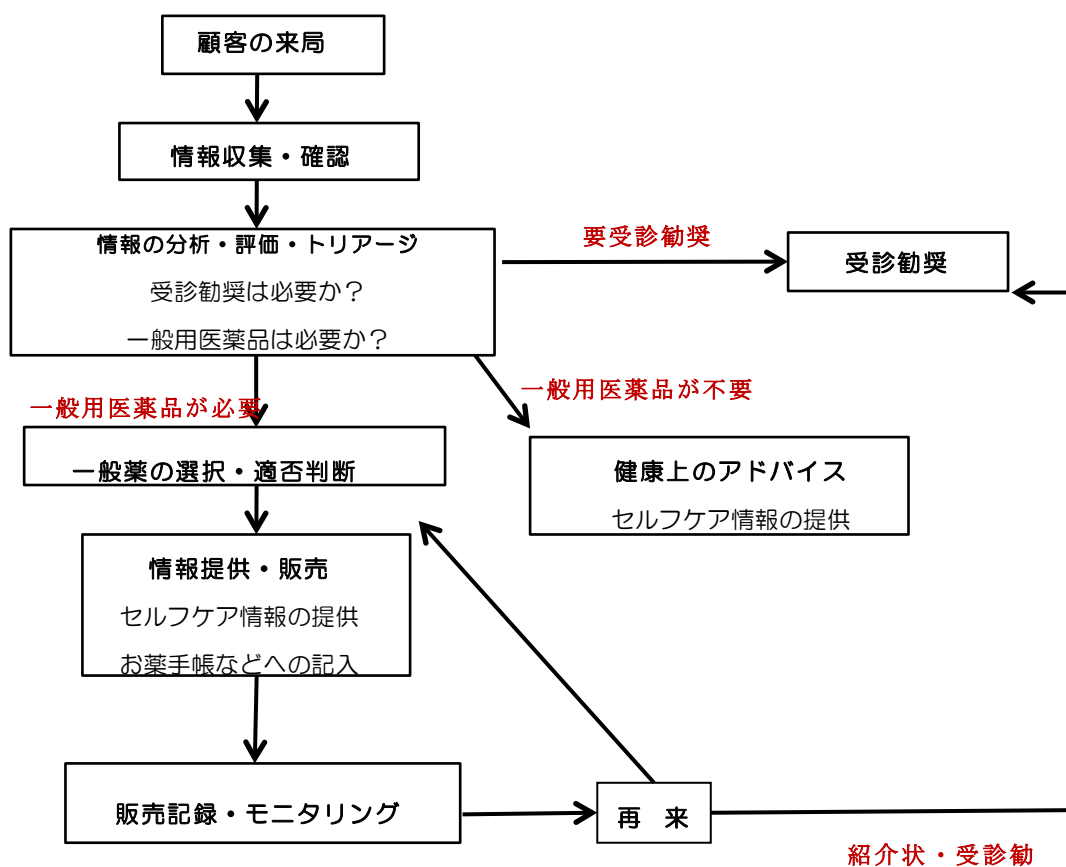 顧客の来局
情報収集・確認
情報の分析・評価・トリアージ
受診勧奨は必要か？
一般用医薬品は必要か？
要受診勧奨
受診勧奨
一般用医薬品が必要
一般用医薬品が不要
一般薬の選択・適否判断
健康上のアドバイス
セルフケア情報の提供
情報提供・販売
セルフケア情報の提供
お薬手帳などへの記入
販売記録・モニタリング
再　来
紹介状・受診勧